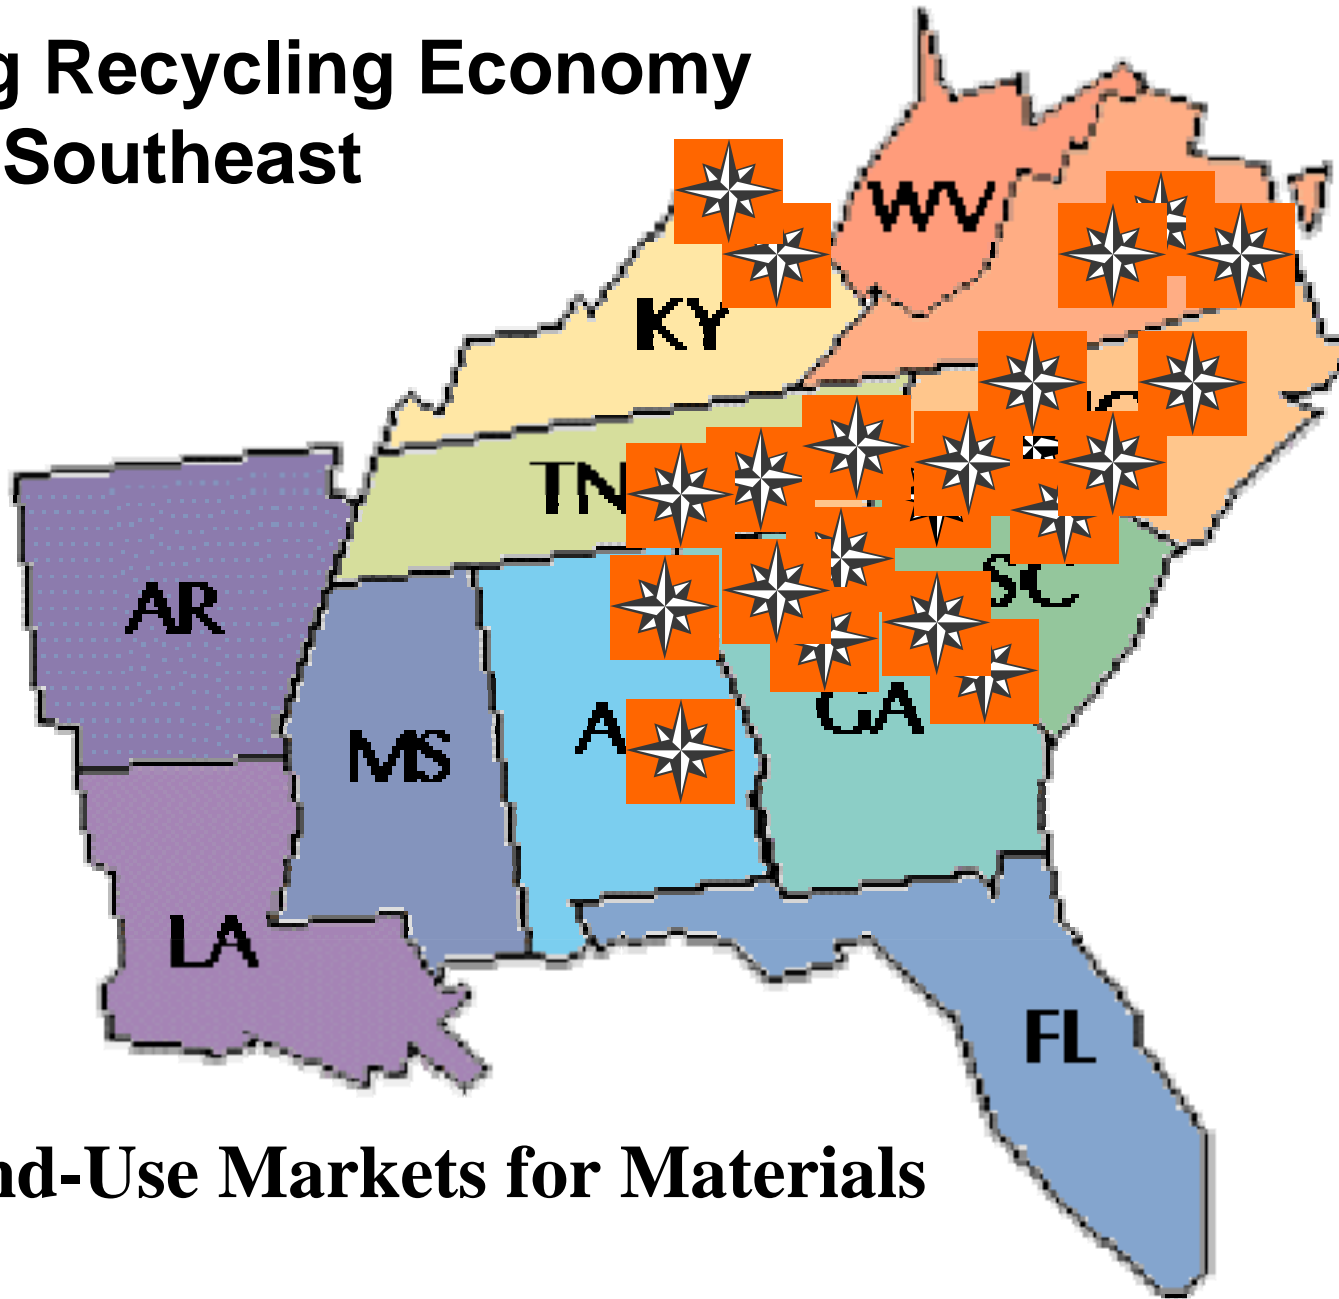 g Recycling Economy
Southeast
WV
KY
TN
AR
SC
MS
A
GA
LA
FL
nd-Use Markets for Materials